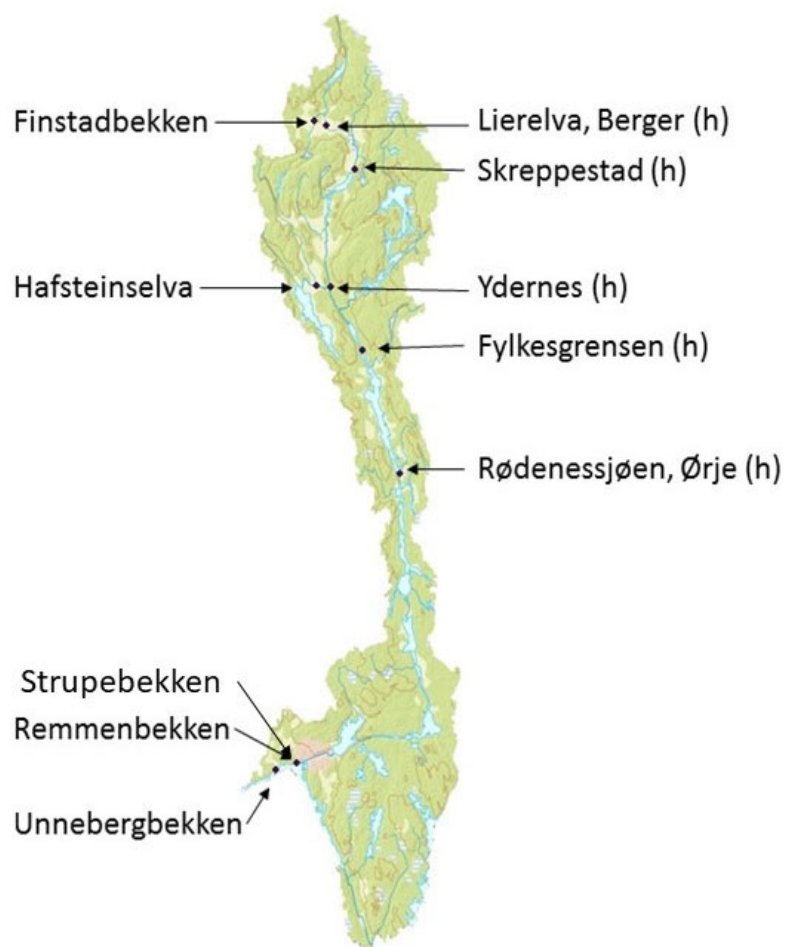 Finstadbekken
Lierelva, Berger (h)
Skreppestad (h)
Hafsteinselva
Ydernes (h)
Fylkesgrensen (h)
Rødenessjøen, Ørje (h)
Strupebekken
Remmenbekken
Unnebergbekken